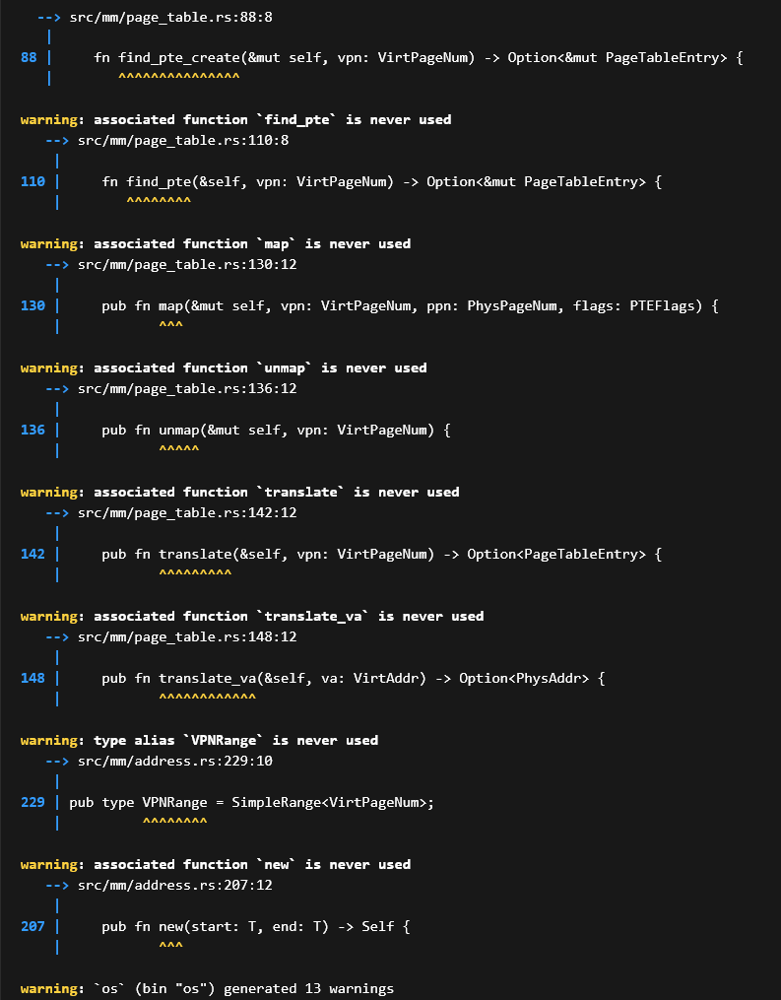 --> src/mm/page_table.rs:88:8
|
88 |     fn find_pte_create(&mut self, vpn: VirtPageNum) -> Option<&mut PageTableEntry> {
|        ^^^^^^^^^^^^^^^
warning: associated function `find_pte` is never used
--> src/mm/page_table.rs:110:8
|
110 |     fn find_pte(&self, vpn: VirtPageNum) -> Option<&mut PageTableEntry> {
|        ^^^^^^^^
warning: associated function `map` is never used
--> src/mm/page_table.rs:130:12
|
130 |     pub fn map(&mut self, vpn: VirtPageNum, ppn: PhysPageNum, flags: PTEFlags) {
|            ^^^
warning: associated function `unmap` is never used
--> src/mm/page_table.rs:136:12
|
136 |     pub fn unmap(&mut self, vpn: VirtPageNum) {
|            ^^^^^
warning: associated function `translate` is never used
--> src/mm/page_table.rs:142:12
|
142 |     pub fn translate(&self, vpn: VirtPageNum) -> Option<PageTableEntry> {
|            ^^^^^^^^^
warning: associated function `translate_va` is never used
--> src/mm/page_table.rs:148:12
|
148 |     pub fn translate_va(&self, va: VirtAddr) -> Option<PhysAddr> {
|            ^^^^^^^^^^^^
warning: type alias `VPNRange` is never used
--> src/mm/address.rs:229:10
|
229 | pub type VPNRange = SimpleRange<VirtPageNum>;
|          ^^^^^^^^
warning: associated function `new` is never used
--> src/mm/address.rs:207:12
|
207 |     pub fn new(start: T, end: T) -> Self {
|            ^^^
warning: `os` (bin "os") generated 13 warnings